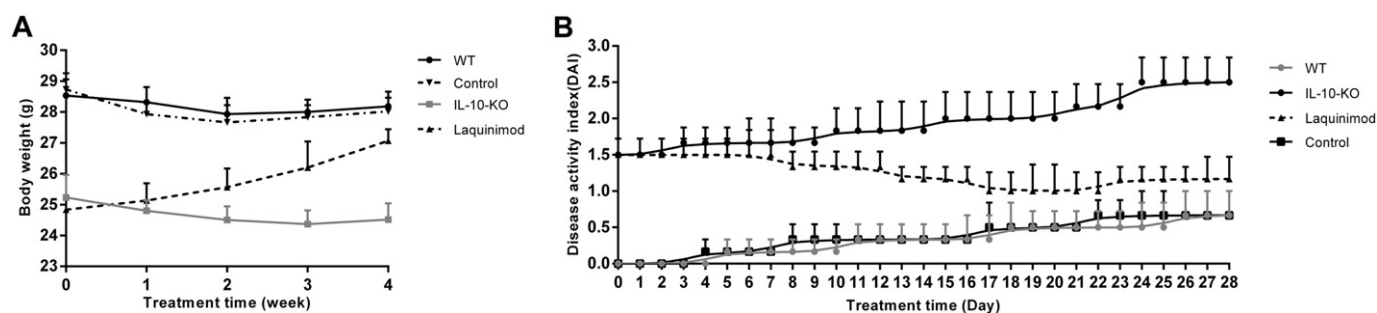 A
Body weight (g)
30
29
28
27
26
25
24
23
0 1 2 3 4
Treatment time (week)
WT
Control
IL-10-KO
Laquinimod
B
Disease activity index(DAI)
3.0
2.5
2.0
1.5
1.0
0.5
0.0
0 1 2 3 4 5 6 7 8 9 10 11 12 13 14 15 16 17 18 19 20 21 22 23 24 25 26 27 28
Treatment time (Day)
WT
IL-10-KO
Laquinimod
Control